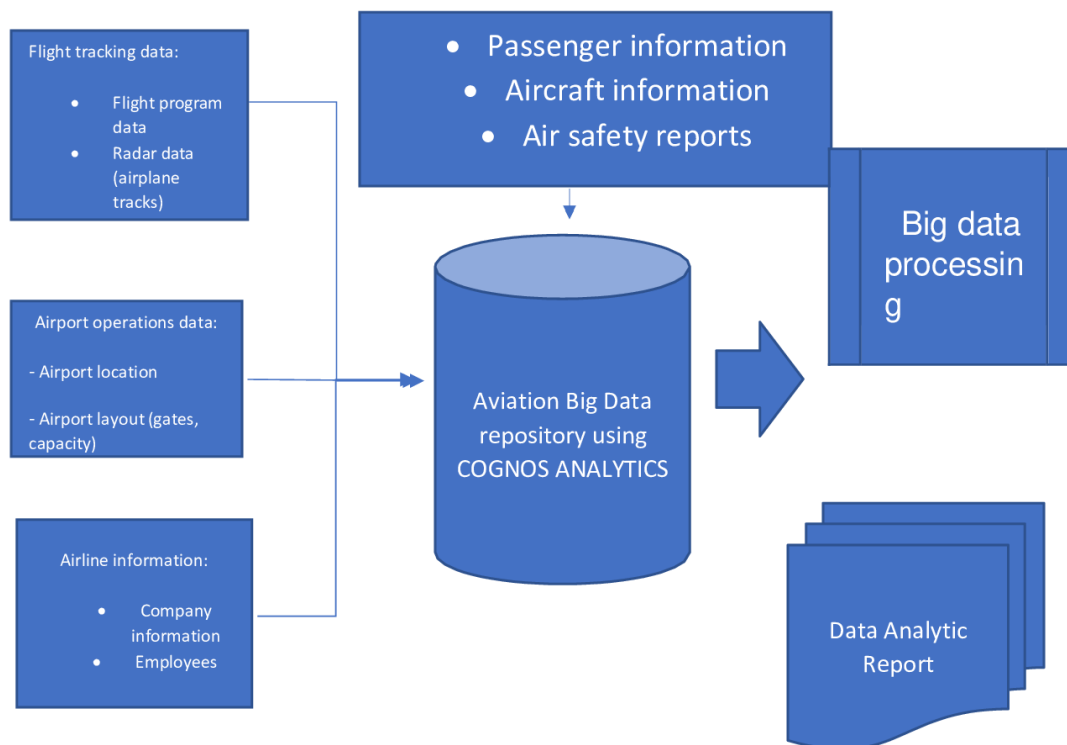 Flight tracking data:
• Flight program
data
• Radar data
(airplane
tracks)
• Passenger information
• Aircraft information
• Air safety reports
Big data
processin
g
Airport operations data:
- Airport location
- Airport layout (gates,
capacity)
Aviation Big Data
repository using
COGNOS ANALYTICS
Airline information:
• Company
information
• Employees
Data Analytic
Report